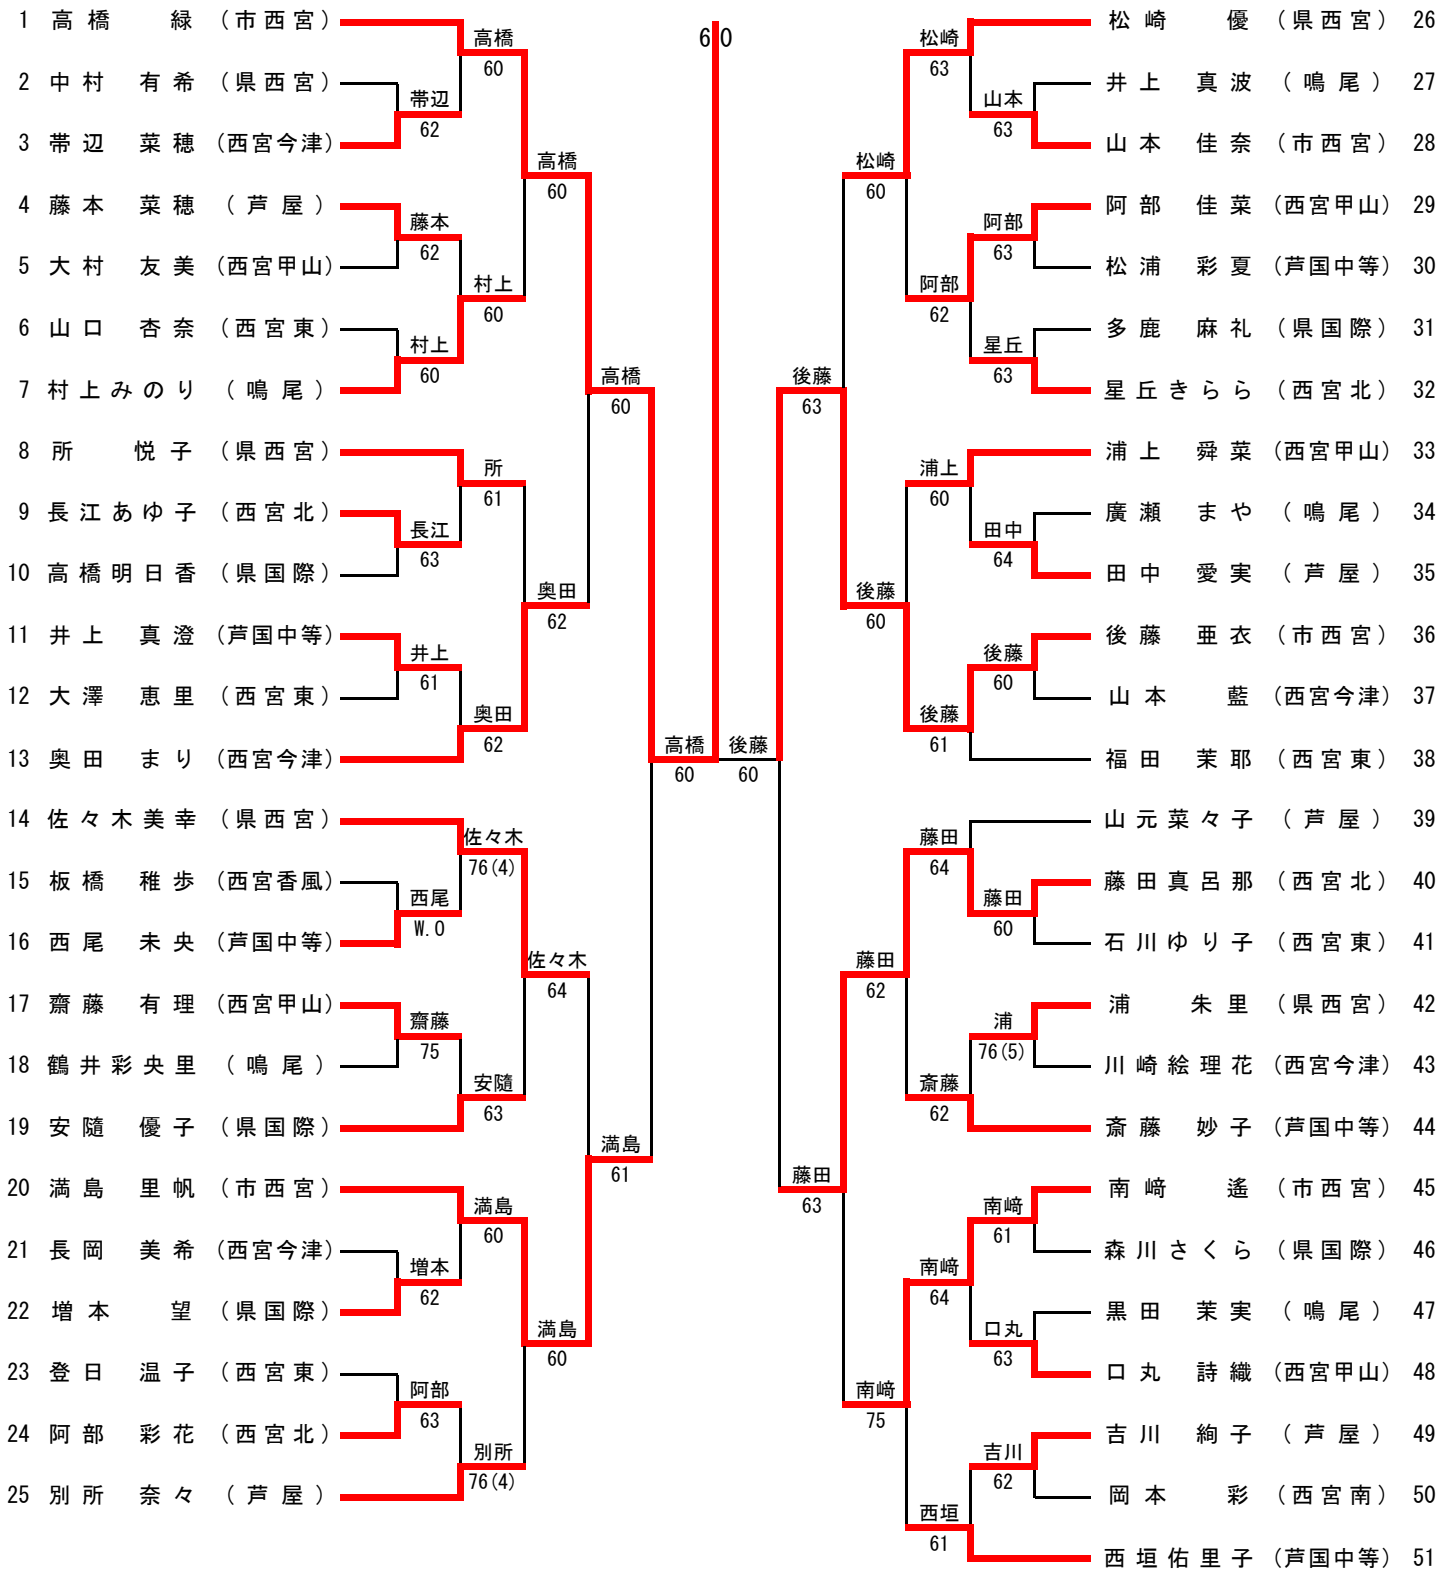 1 高橋 緑 （市西宮）
2 中村 有希 （県西宮）
3 帯辺 菜穂 （西宮今津）
4 藤本 菜穂 （芦屋）
5 大村 友美 （西宮甲山）
6 山口 杏奈 （西宮東）
7 村上みのり （鳴尾）
8 所 悦子 （県西宮）
9 長江あゆ子 （西宮北）
10 高橋明日香 （県国際）
11 井上 真澄 （芦国中等）
12 大澤 恵里 （西宮東）
13 奥田 まり （西宮今津）
14 佐々木美幸 （県西宮）
15 板橋 稚歩 （西宮香風）
16 西尾 未央 （芦国中等）
17 齋藤 有理 （西宮甲山）
18 鶴井彩央里 （鳴尾）
19 安隨 優子 （県国際）
20 満島 里帆 （市西宮）
21 長岡 美希 （西宮今津）
22 増本 望 （県国際）
23 登日 温子 （西宮東）
24 阿部 彩花 （西宮北）
25 別所 奈々 （芦屋）
帯辺
62
藤本
62
村上
60
長江
63
井上
61
西尾
W.O
齋藤
75
増本
62
阿部
63
高橋
60
村上
60
所
61
奥田
62
佐々木
76(4)
安隨
63
満島
60
別所
76(4)
高橋
60
奥田
62
佐々木
64
満島
60
高橋
60
満島
61
高橋
60
60
後藤
60
後藤
63
藤田
63
松崎
60
後藤
60
藤田
62
南﨑
75
松崎
63
阿部
62
浦上
60
後藤
61
藤田
64
斎藤
62
南﨑
64
西垣
61
山本
63
阿部
63
星丘
63
田中
64
後藤
60
藤田
60
浦
76(5)
南﨑
61
口丸
63
吉川
62
松崎 優 （県西宮） 26
井上 真波 （鳴尾） 27
山本 佳奈 （市西宮） 28
阿部 佳菜 （西宮甲山） 29
松浦 彩夏 （芦国中等） 30
多鹿 麻礼 （県国際） 31
星丘きらら （西宮北） 32
浦上 舜菜 （西宮甲山） 33
廣瀬 まや （鳴尾） 34
田中 愛実 （芦屋） 35
後藤 亜衣 （市西宮） 36
山本 藍 （西宮今津） 37
福田 茉耶 （西宮東） 38
山元菜々子 （芦屋） 39
藤田真呂那 （西宮北） 40
石川ゆり子 （西宮東） 41
浦 朱里 （県西宮） 42
川崎絵理花 （西宮今津） 43
斎藤 妙子 （芦国中等） 44
南﨑 遙 （市西宮） 45
森川さくら （県国際） 46
黒田 茉実 （鳴尾） 47
口丸 詩織 （西宮甲山） 48
吉川 絢子 （芦屋） 49
岡本 彩 （西宮南） 50
西垣佑里子 （芦国中等） 51